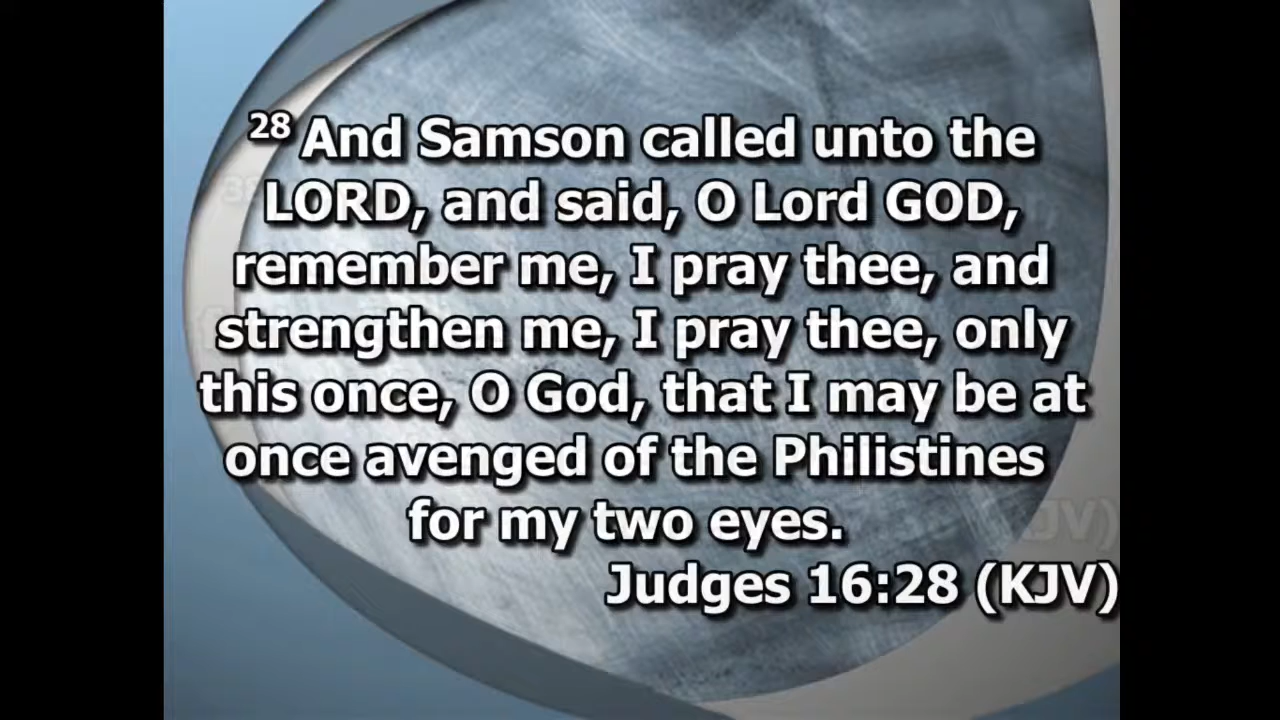 28 And Samson called unto the
LORD, and said, O Lord GOD,
remember me, I pray thee, and
strengthen me, I pray thee, only
this once, O God, that I may be at
once avenged of the Philistines
for my two eyes.
Judges 16:28 (KJV)